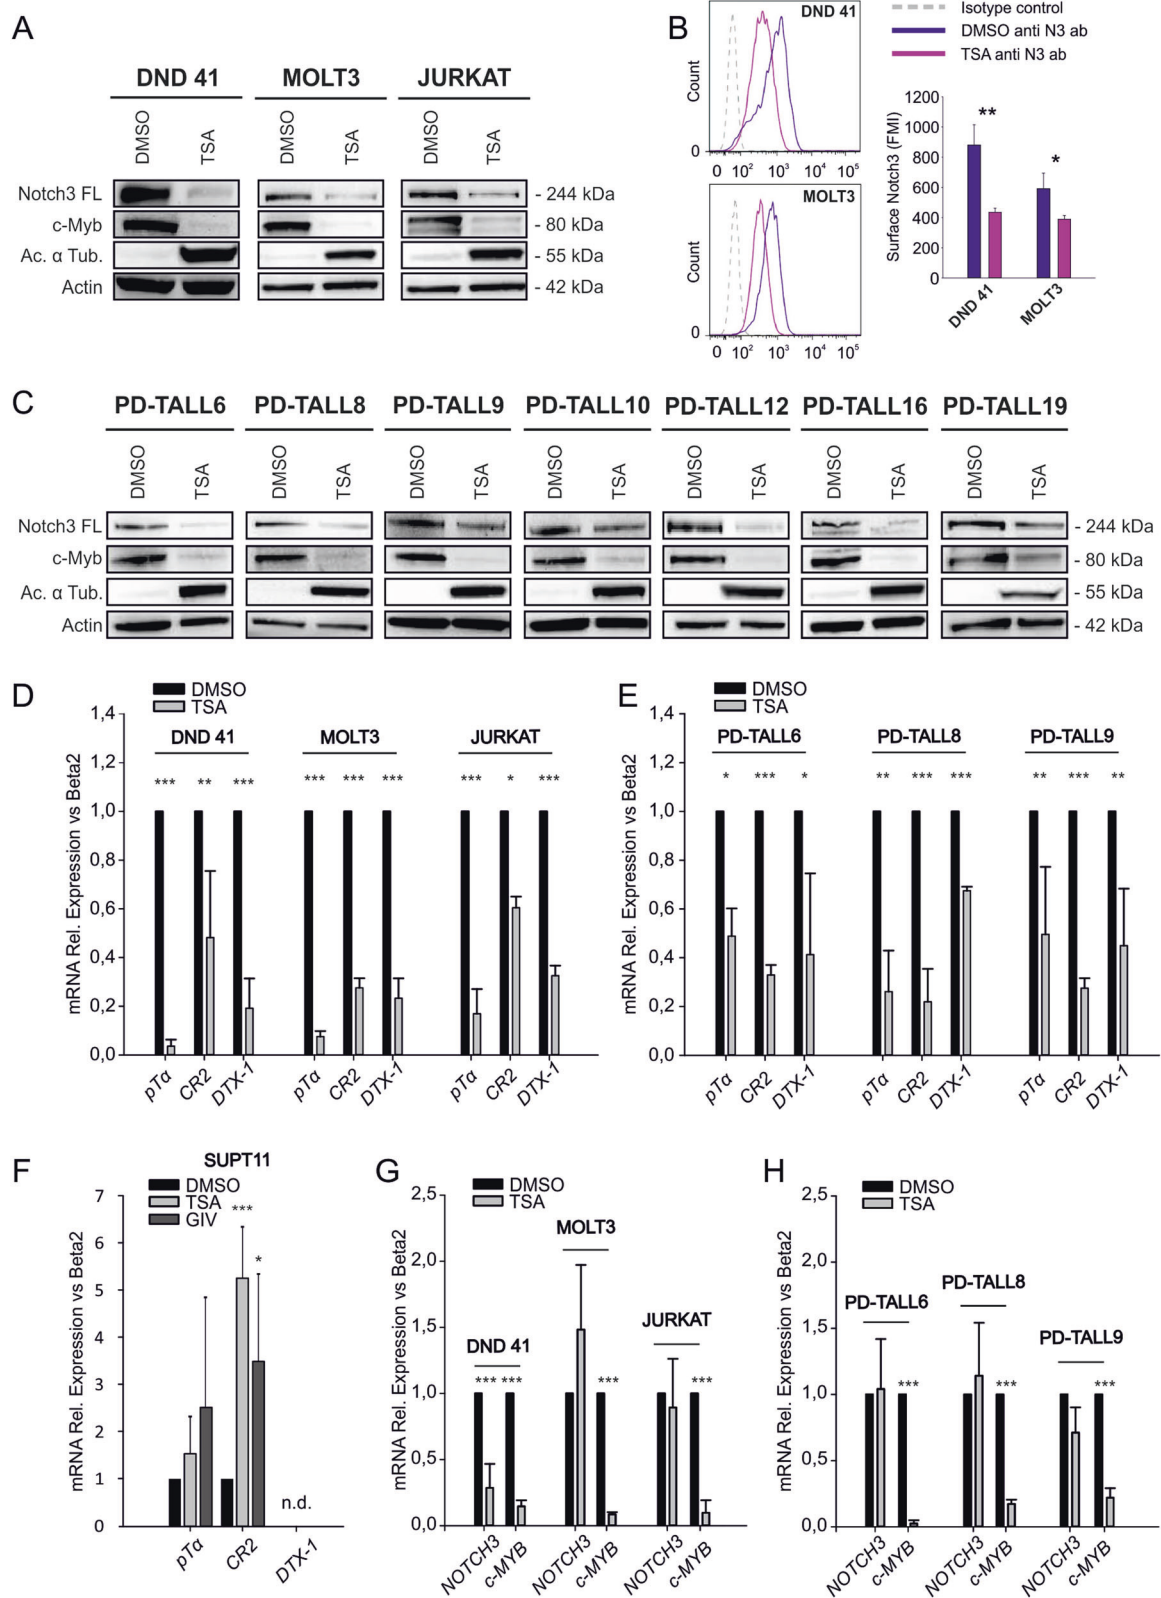 A
DND 41 MOLT3 JURKAT
DMSO TSA DMSO TSA DMSO TSA
Notch3 FL - 244 kDa
c-Myb - 80 kDa
Ac. α Tub. - 55 kDa
Actin - 42 kDa
B
DND 41
Count
0
0 10² 10³ 10⁴ 10⁵
MOLT3
Count
0
0 10² 10³ 10⁴ 10⁵
Isotype control
DMSO anti N3 ab
TSA anti N3 ab
Surface Notch3 (FMI)
1200
1000
800
600
400
200
0
** *
DND 41 MOLT3
C
PD-TALL6 PD-TALL8 PD-TALL9 PD-TALL10 PD-TALL12 PD-TALL16 PD-TALL19
DMSO TSA DMSO TSA DMSO TSA DMSO TSA DMSO TSA DMSO TSA DMSO TSA
Notch3 FL - 244 kDa
c-Myb - 80 kDa
Ac. α Tub. - 55 kDa
Actin - 42 kDa
D
DMSO
TSA
mRNA Rel. Expression vs Beta2
1,4
1,2
1,0
0,8
0,6
0,4
0,2
0,0
DND 41 MOLT3 JURKAT
*** ** *** *** *** *** *** * ***
pTα CR2 DTX-1 pTα CR2 DTX-1 pTα CR2 DTX-1
E
DMSO
TSA
mRNA Rel. Expression vs Beta2
1,4
1,2
1,0
0,8
0,6
0,4
0,2
0,0
PD-TALL6 PD-TALL8 PD-TALL9
* *** * ** *** *** ** *** **
pTα CR2 DTX-1 pTα CR2 DTX-1 pTα CR2 DTX-1
F
SUPT11
DMSO
TSA
GIV
mRNA Rel. Expression vs Beta2
7
6
5
4
3
2
1
0
*** *
n.d.
pTα CR2 DTX-1
G
DMSO
TSA
mRNA Rel. Expression vs Beta2
2,5
2,0
1,5
1,0
0,5
0,0
DND 41 MOLT3 JURKAT
*** *** *** ***
NOTCH3 c-MYB NOTCH3 c-MYB NOTCH3 c-MYB
H
DMSO
TSA
mRNA Rel. Expression vs Beta2
2,5
2,0
1,5
1,0
0,5
0,0
PD-TALL6 PD-TALL8 PD-TALL9
*** *** ***
NOTCH3 c-MYB NOTCH3 c-MYB NOTCH3 c-MYB